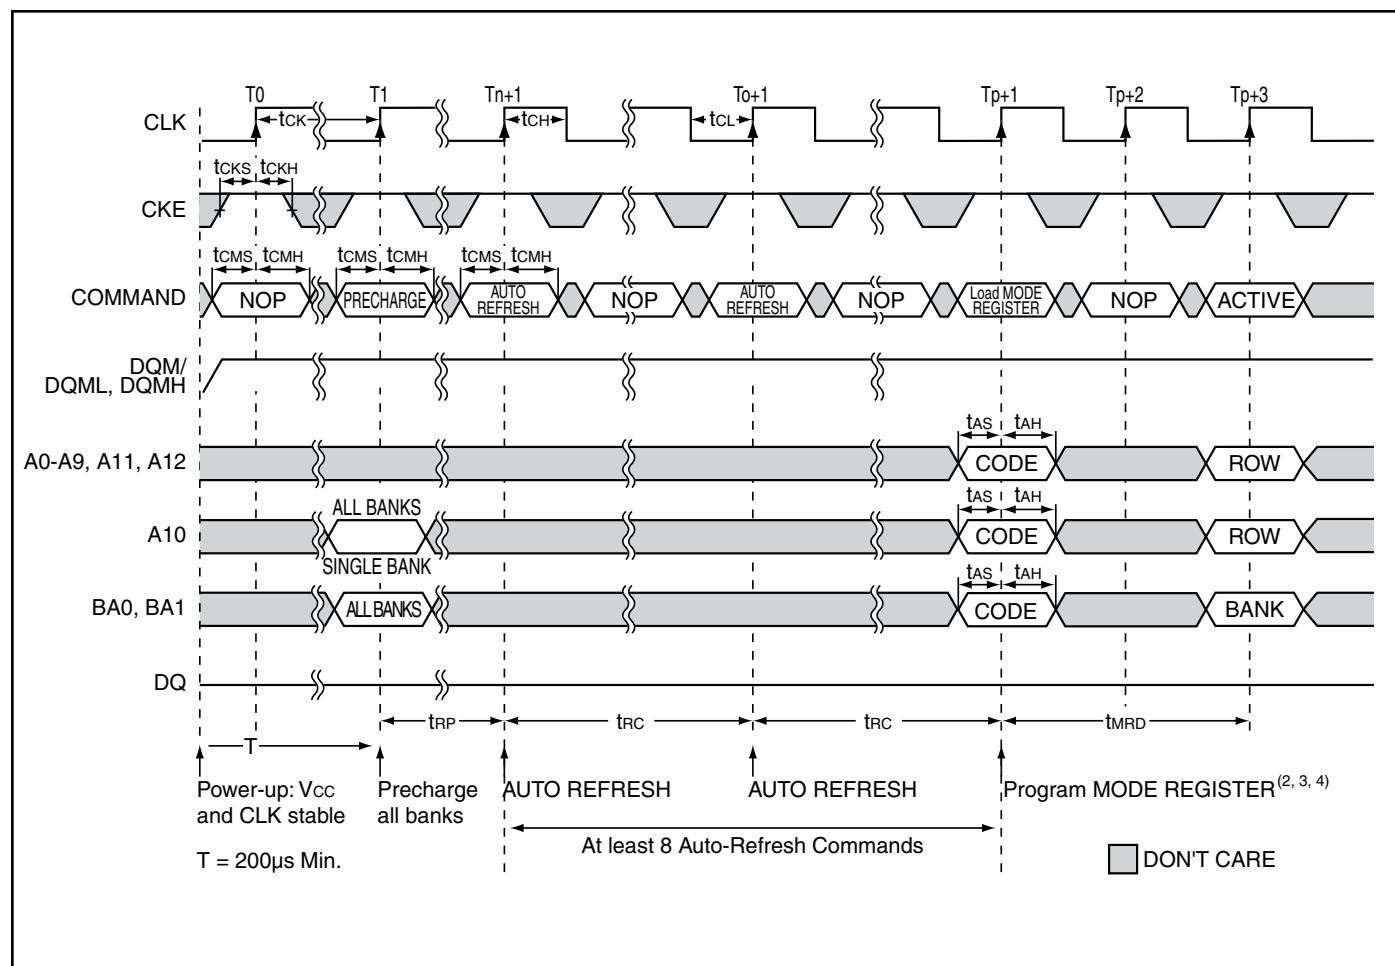 T0 T1 Tn+1 To+1 Tp+1 Tp+2 Tp+3
CLK tCK tCH tCL
tCKS tCKH
CKE
tCMS tCMH tCMS tCMH tCMS tCMH
COMMAND NOP PRECHARGE AUTO REFRESH NOP AUTO REFRESH NOP Load MODE REGISTER NOP ACTIVE
DQM/
DQML, DQMH
tAS tAH
A0-A9, A11, A12 CODE ROW
ALL BANKS tAS tAH
A10 CODE ROW
SINGLE BANK tAS tAH
BA0, BA1 ALL BANKS CODE BANK
DQ
tRP tRC tRC tMRD
T
Power-up: VCC
and CLK stable
T = 200µs Min.
Precharge
all banks
AUTO REFRESH
AUTO REFRESH
Program MODE REGISTER(2, 3, 4)
At least 8 Auto-Refresh Commands
DON'T CARE